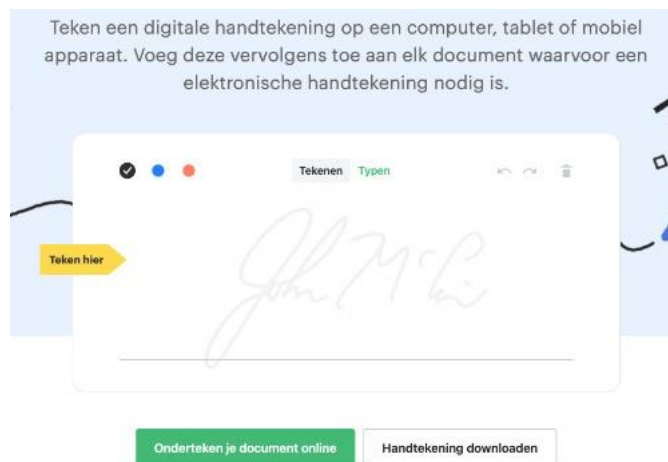 Teken een digitale handtekening op een computer, tablet of mobiel
apparaat. Voeg deze vervolgens toe aan elk document waarvoor een
elektronische handtekening nodig is.
Tekenen Typen
Teken hier
Onderteken je document online Handtekening downloaden